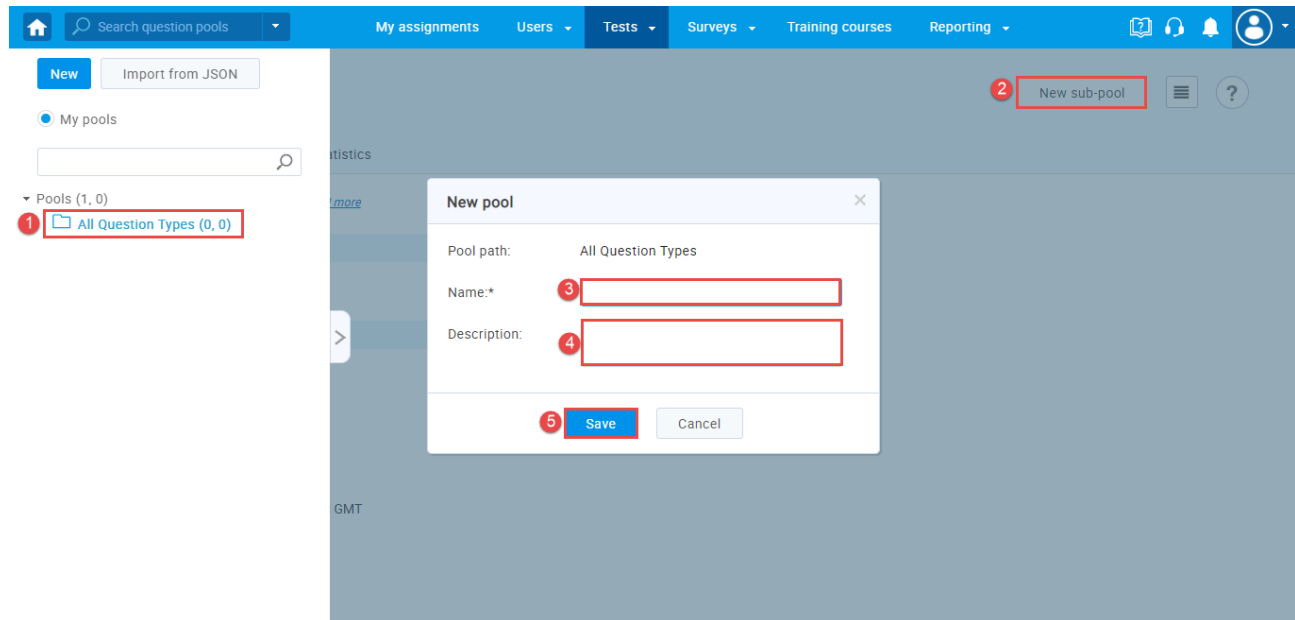 Search question pools
My assignments
Users
Tests
Surveys
Training courses
Reporting
New
Import from JSON
2
New sub-pool
?
My pools
atistics
Pools (1, 0)
more
1
All Question Types (0, 0)
New pool
Pool path:
All Question Types
Name:*
3
Description:
4
5
Save
Cancel
GMT